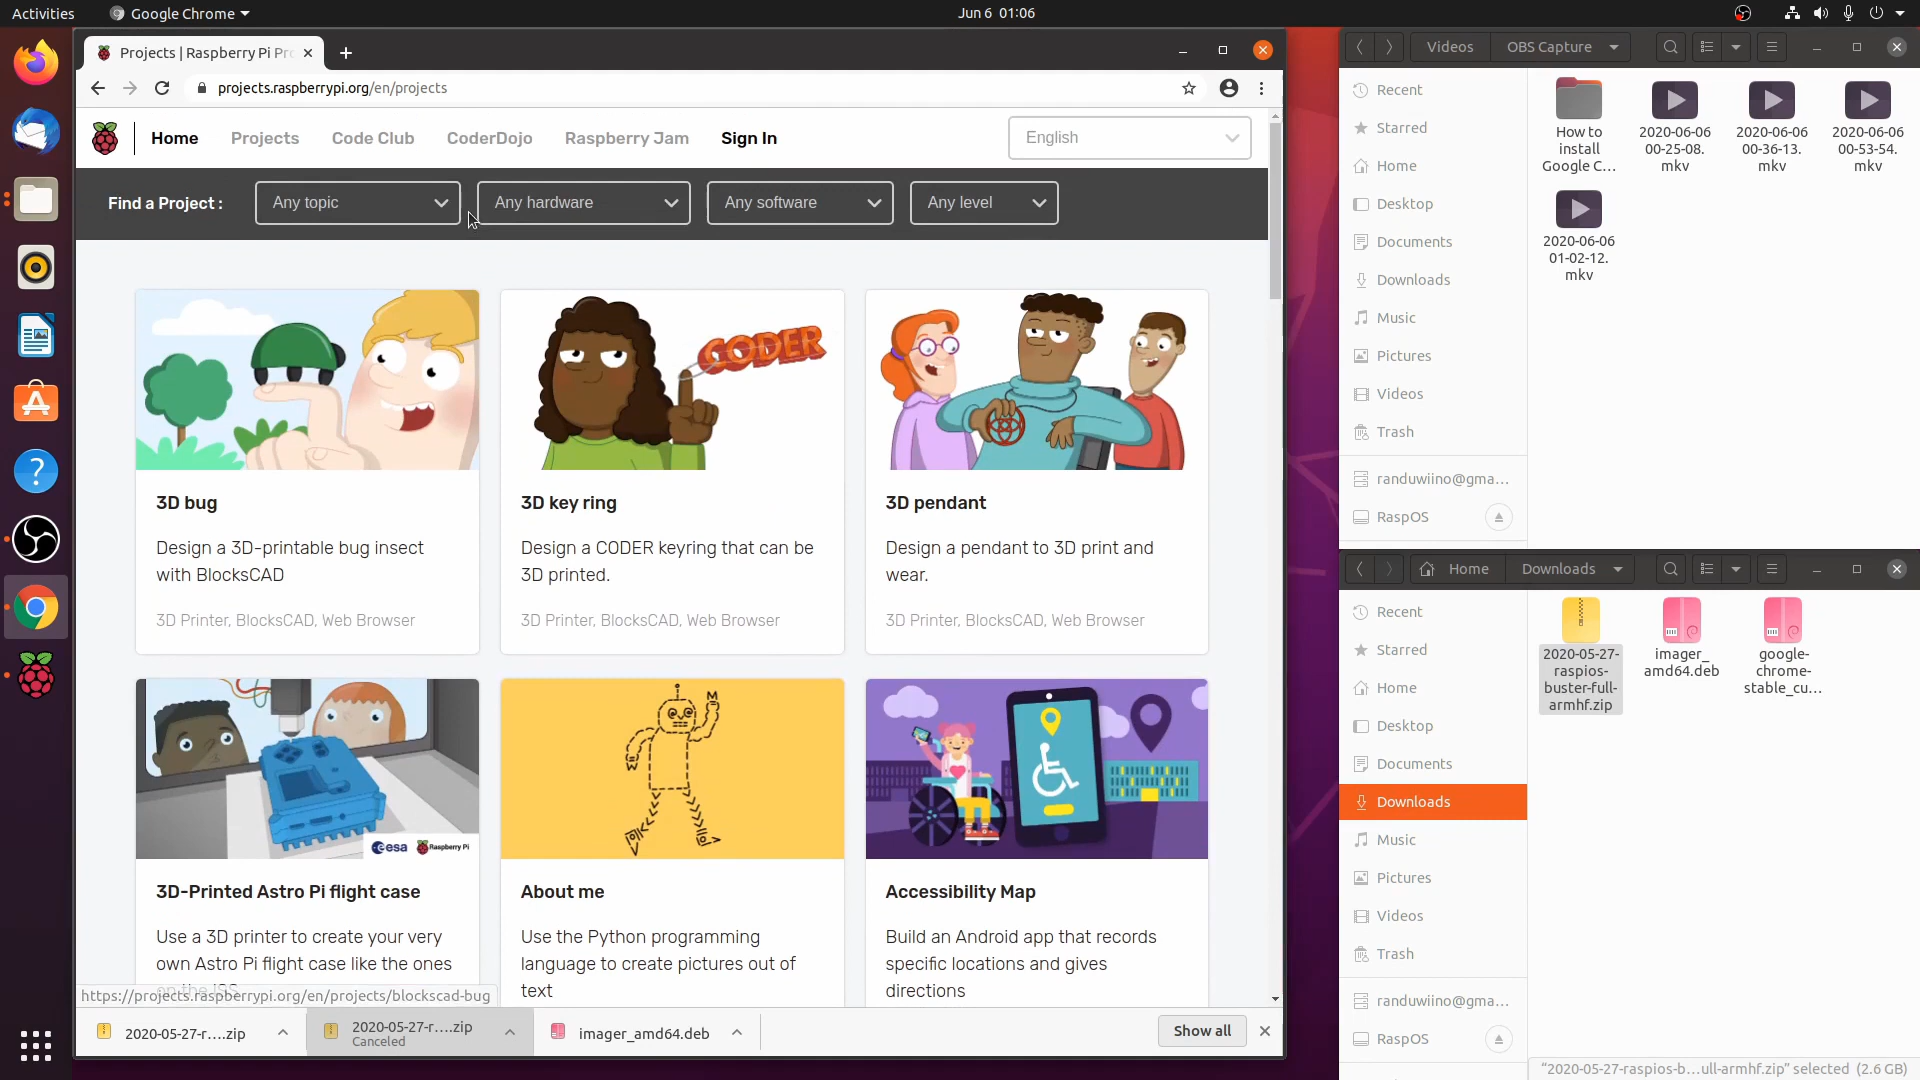 Activities
Google Chrome
Jun 6 01:06
Projects | Raspberry Pi Pr
projects.raspberrypi.org/en/projects
Home
Projects
Code Club
CoderDojo
Raspberry Jam
Sign In
English
Find a Project :
Any topic
Any hardware
Any software
Any level
CODER
3D bug
Design a 3D-printable bug insect
with BlocksCAD
3D Printer, BlocksCAD, Web Browser
3D key ring
Design a CODER keyring that can be
3D printed.
3D Printer, BlocksCAD, Web Browser
3D pendant
Design a pendant to 3D print and
wear.
3D Printer, BlocksCAD, Web Browser
esa
Raspberry Pi
3D-Printed Astro Pi flight case
Use a 3D printer to create your very
own Astro Pi flight case like the ones
on the ISS
About me
Use the Python programming
language to create pictures out of
text
Accessibility Map
Build an Android app that records
specific locations and gives
directions
https://projects.raspberrypi.org/en/projects/blockscad-bug
2020-05-27-r....zip
2020-05-27-r....zip
Canceled
imager_amd64.deb
Show all
Videos
OBS Capture
Recent
Starred
Home
Desktop
Documents
Downloads
Music
Pictures
Videos
Trash
randuwiino@gma...
RaspOS
How to
install
Google C...
2020-06-06
00-25-08.
mkv
2020-06-06
00-36-13.
mkv
2020-06-06
00-53-54.
mkv
2020-06-06
01-02-12.
mkv
Home
Downloads
Recent
Starred
Home
Desktop
Documents
Downloads
Music
Pictures
Videos
Trash
randuwiino@gma...
RaspOS
2020-05-27-
raspios-
buster-full-
armhf.zip
imager_
amd64.deb
google-
chrome-
stable_cu...
"2020-05-27-raspios-b...ull-armhf.zip" selected (2.6 GB)